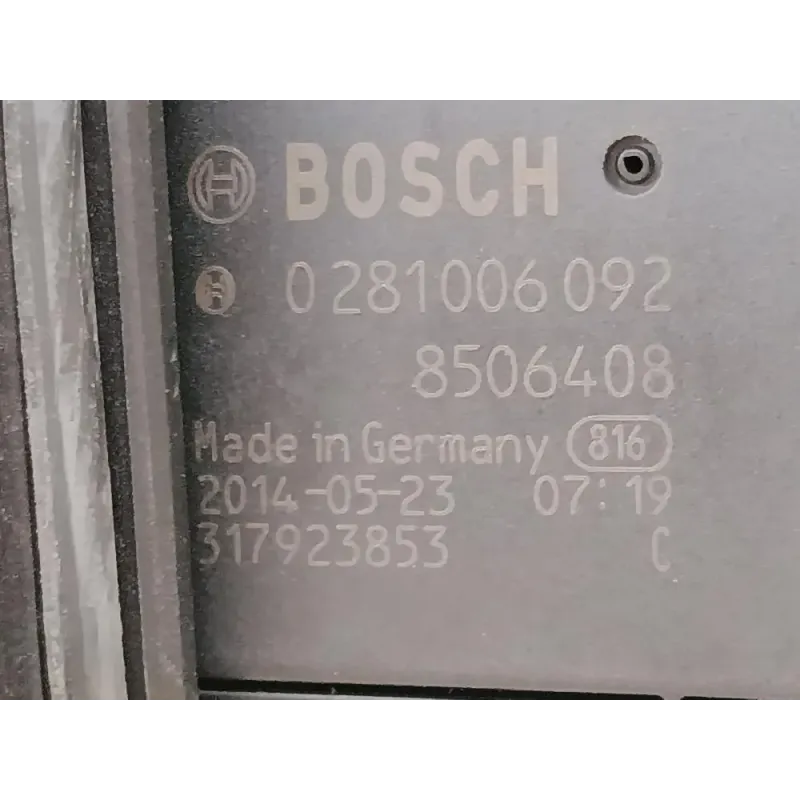 BOSCH
0 281 006 092
8506408
Made in Germany 816
2014-05-23 07:19
317923853 C